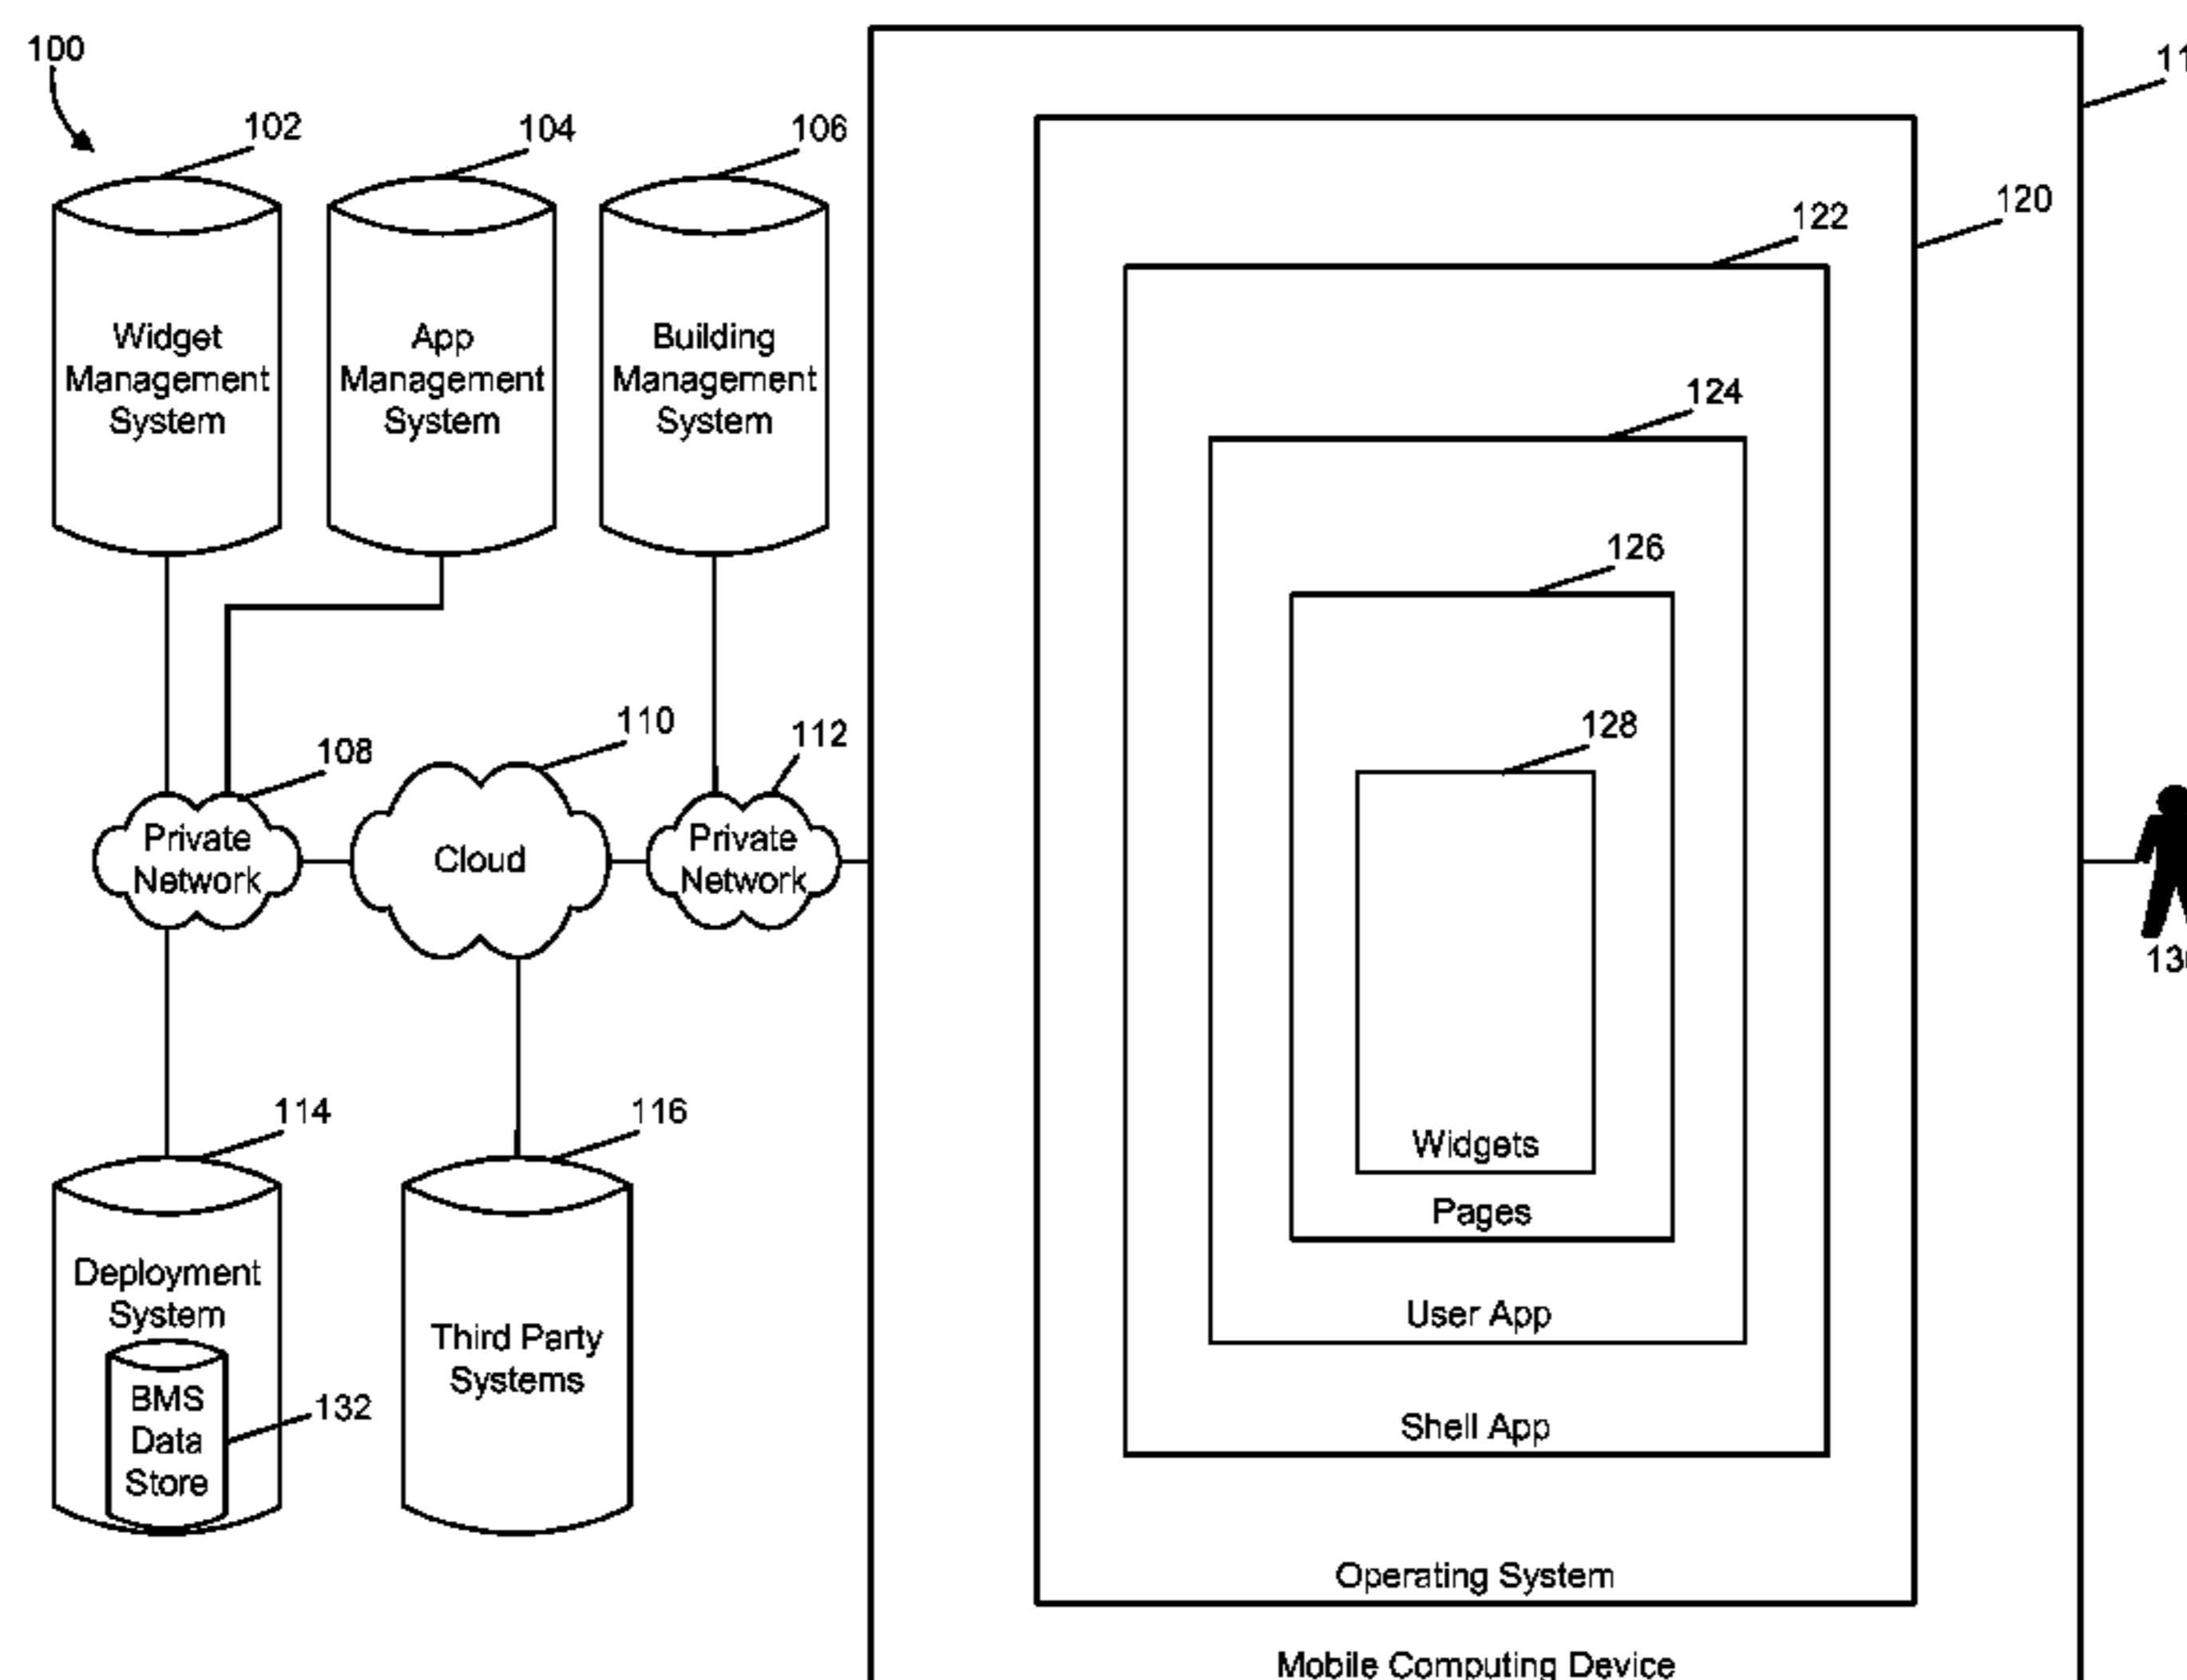 100
102
104
106
120
122
Widget
Management
System
App
Management
System
Building
Management
System
124
126
110
112
128
108
Private
Network
Cloud
Private
Network
114
116
Widgets
Pages
Deployment
System
User App
Third Party
Systems
BMS
Data
Store
132
Shell App
Operating System
Mobile Computing Device